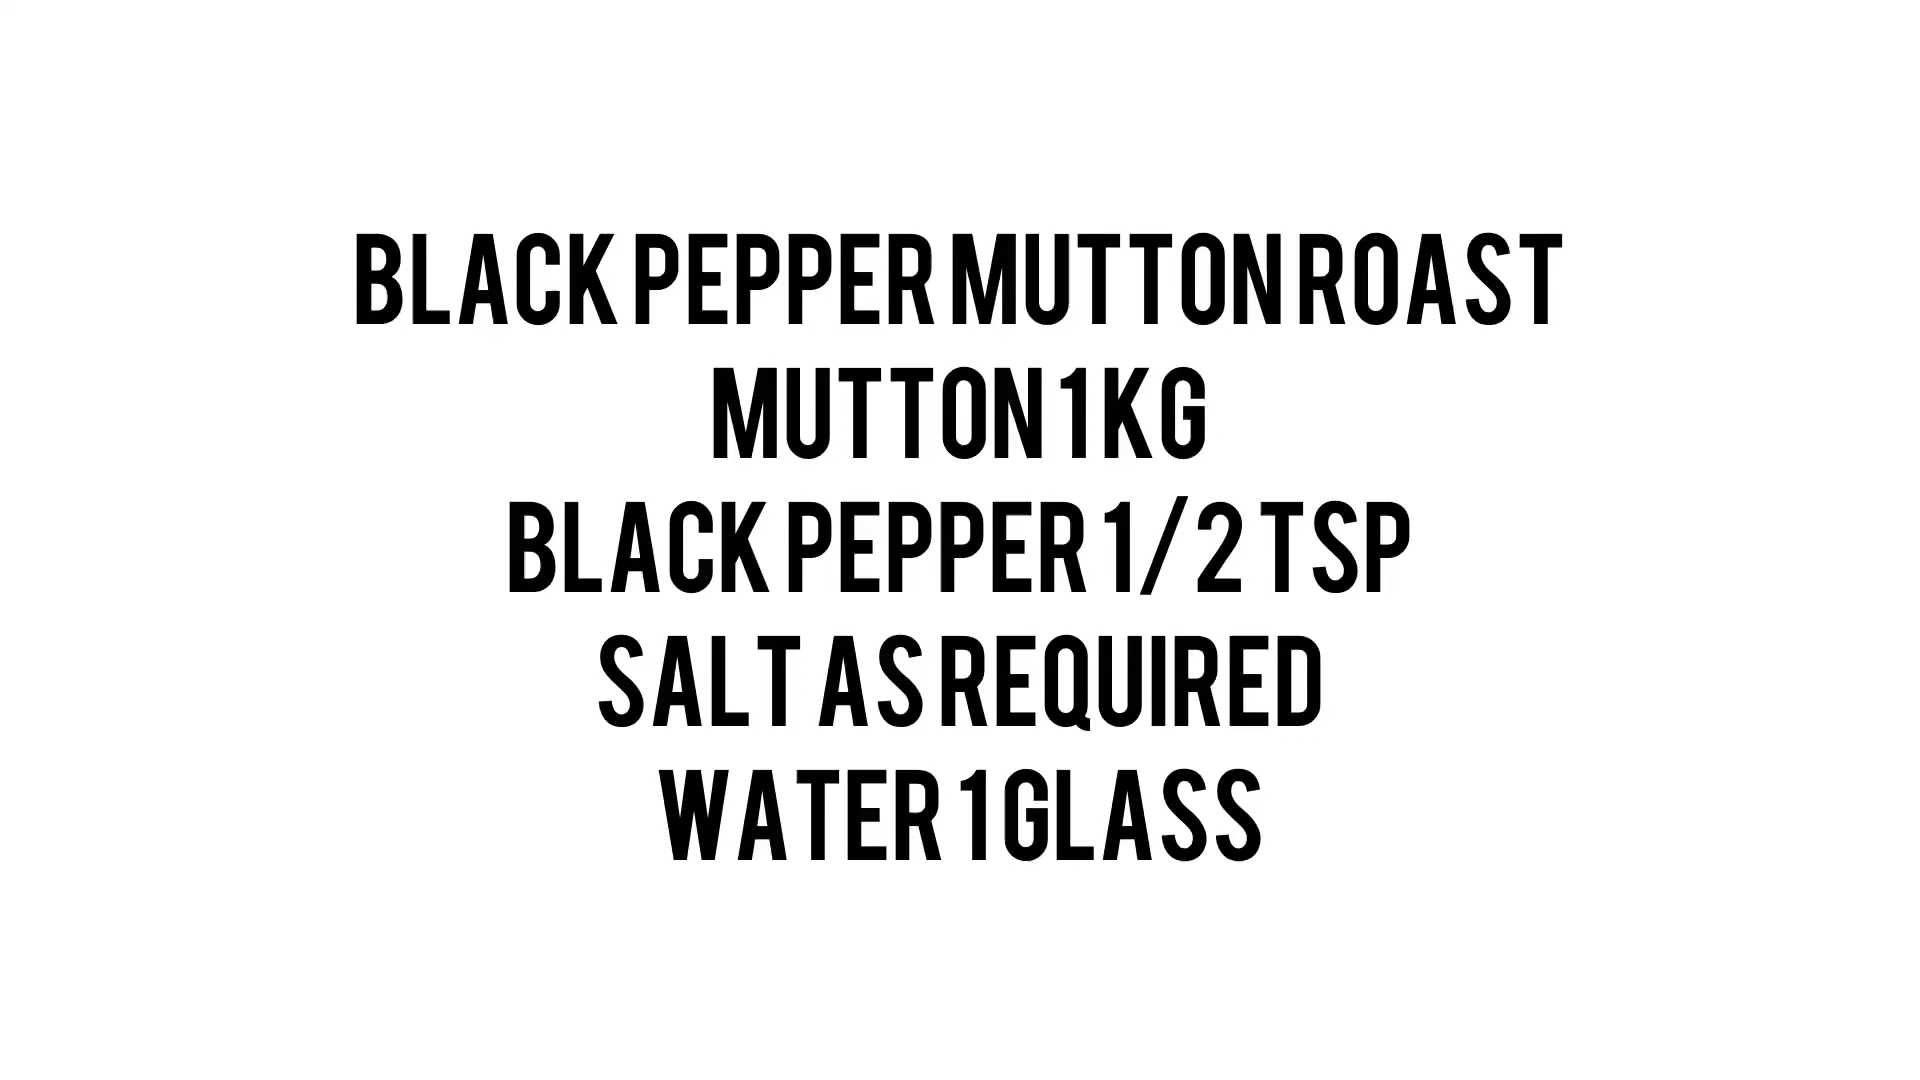 BLACK PEPPER MUTTON ROAST
MUTTON 1KG
BLACK PEPPER 1/2 TSP
SALT AS REQUIRED
WATER 1GLASS